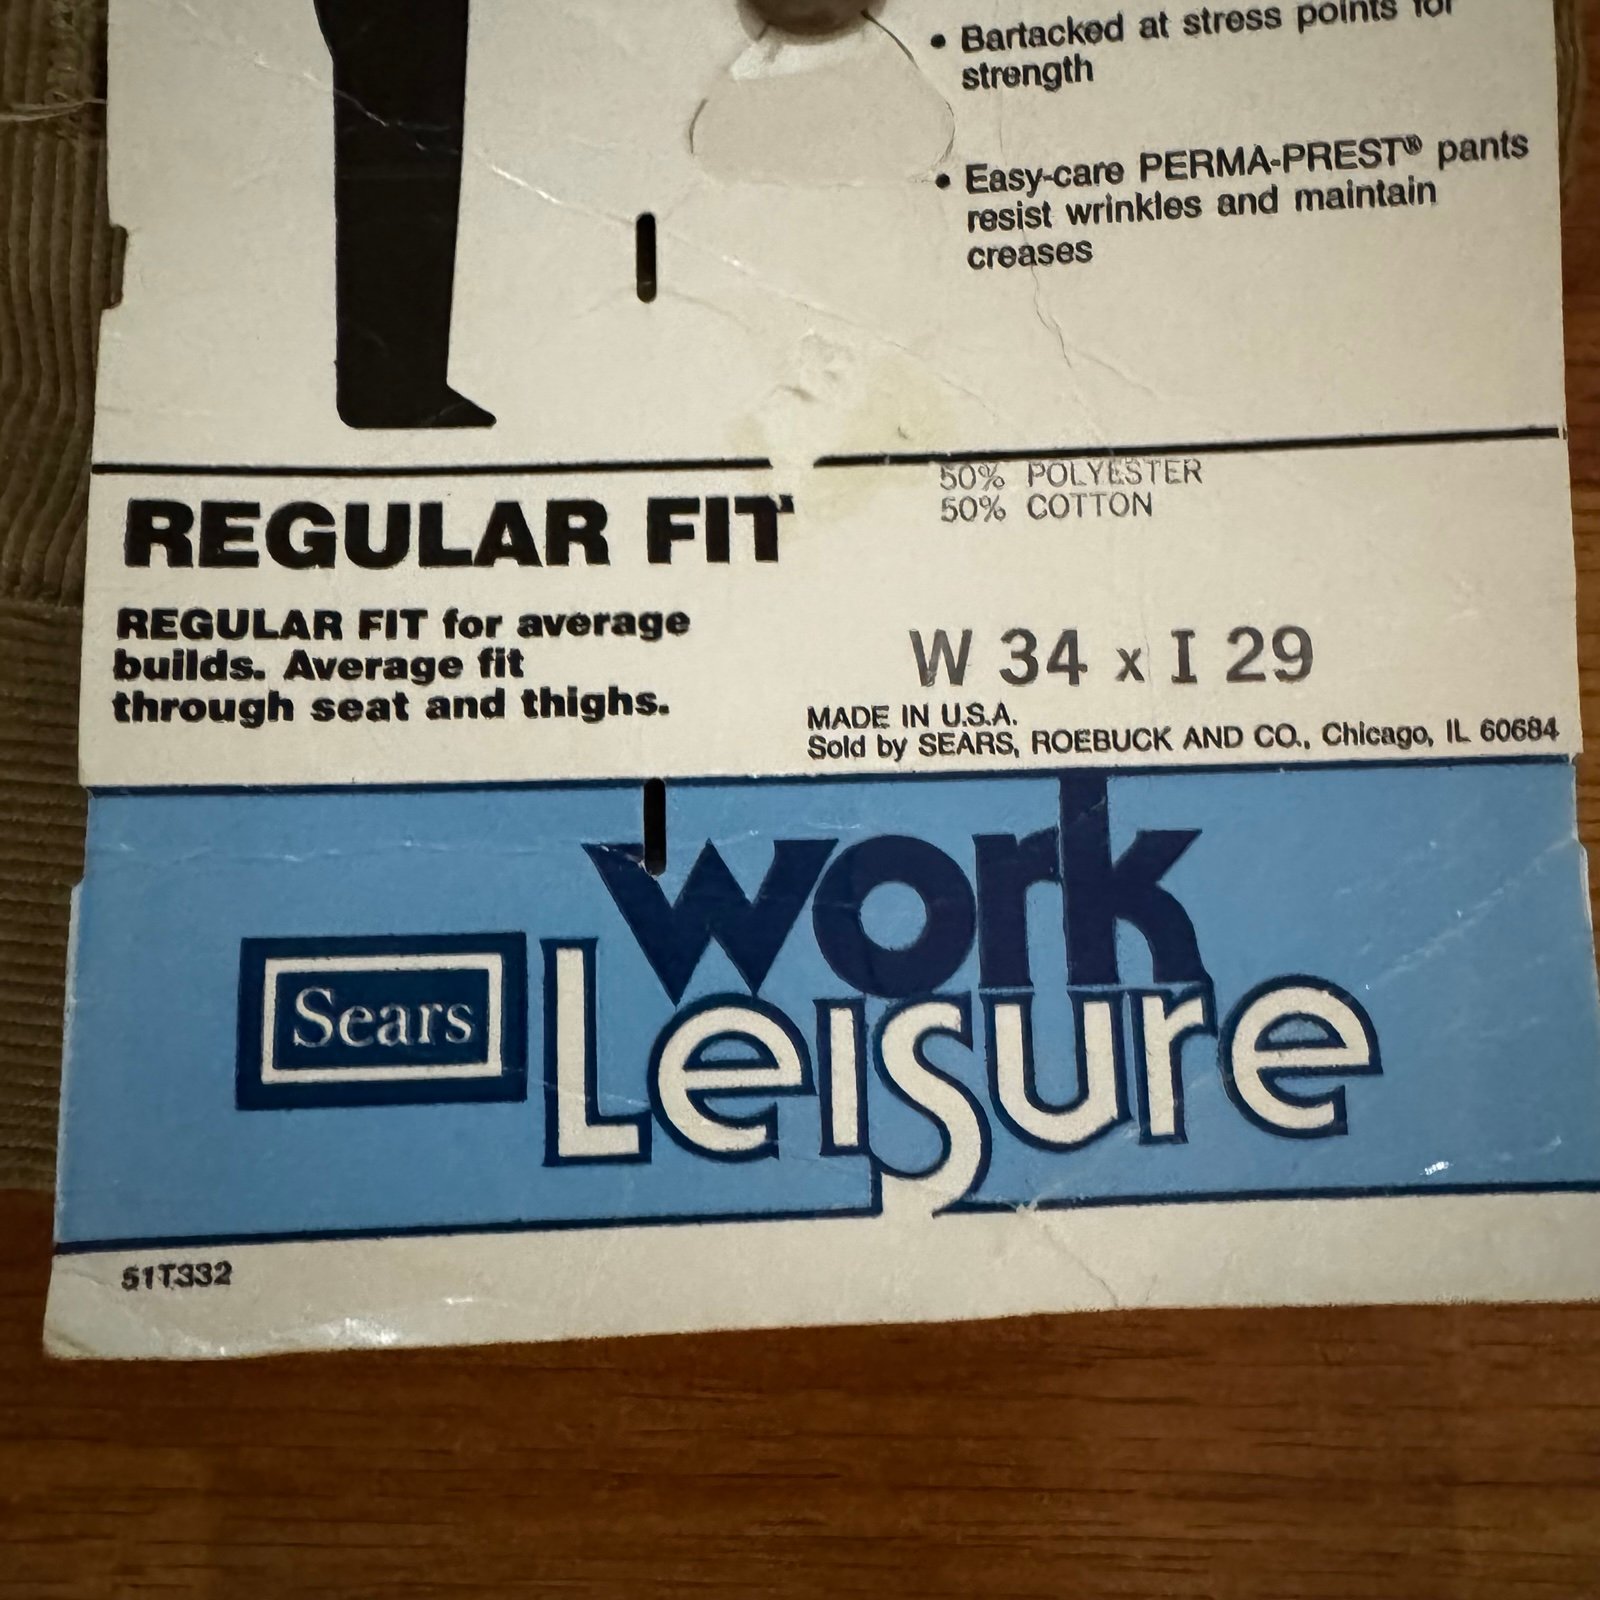 • Bartacked at stress points for
strength
• Easy-care PERMA-PREST® pants
resist wrinkles and maintain
creases
50% POLYESTER
50% COTTON
REGULAR FIT
REGULAR FIT for average
builds. Average fit
through seat and thighs.
W 34 x I 29
MADE IN U.S.A.
Sold by SEARS, ROEBUCK AND CO., Chicago, IL 60684
work
Sears Leisure
51T332